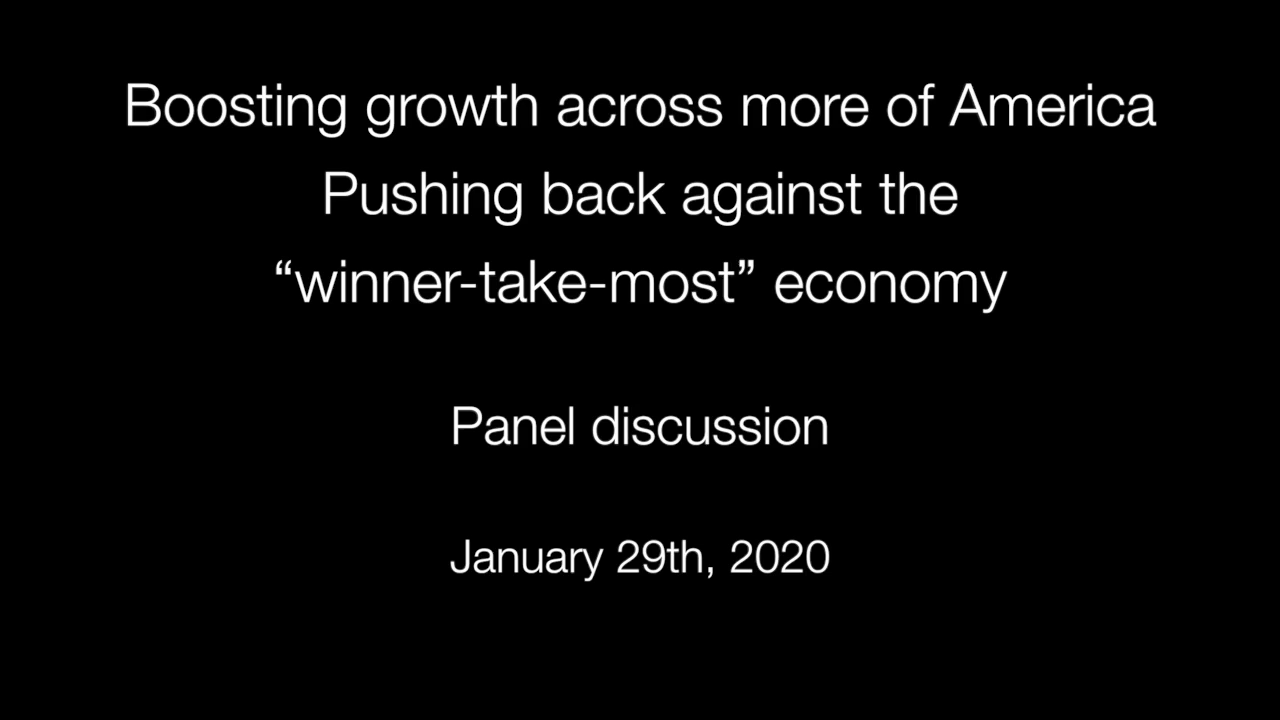 Boosting growth across more of America
Pushing back against the
“winner-take-most” economy
Panel discussion
January 29th, 2020